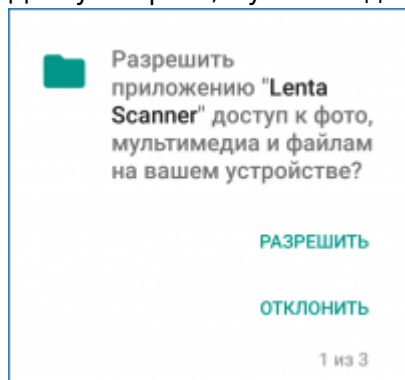 Разрешить
приложению "Lenta
Scanner" доступ к фото,
мультимедиа и файлам
на вашем устройстве?
РАЗРЕШИТЬ
ОТКЛОНИТЬ
1 из 3